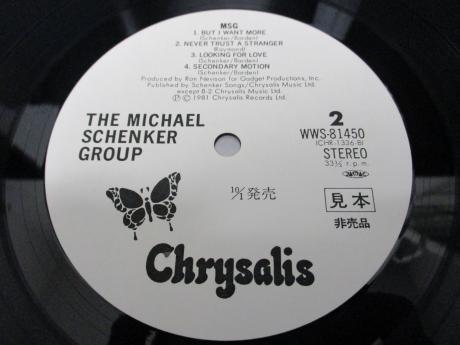 MSG
1. BUT I WANT MORE
(Schenker/Barden)
2. NEVER TRUST A STRANGER
(Raymond)
3. LOOKING FOR LOVE
(Schenker/Barden)
4. SECONDARY MOTION
(Schenker/Barden)
Produced by Ron Nevison for Gadget Productions, Inc.
Published by Schenker Songs/Chrysalis Music Ltd.
except B-2 Chrysalis Music Ltd.
Ⓟ © 1981 Chrysalis Records Ltd.
THE MICHAEL
SCHENKER
GROUP
2
WWS-81450
(CHR-1336-B)
STEREO
33⅓ r.p.m.
10/1 発売
見本
非売品
Chrysalis